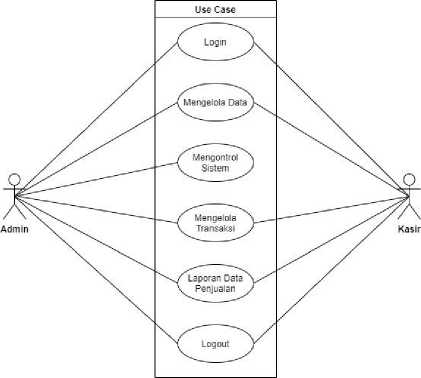 Use Case
Login
Mengelola Data
Mengontrol
Sistem
Admin
Kasir
Mengelola
Transaksi
Laporan Data
Penjualan
Logout